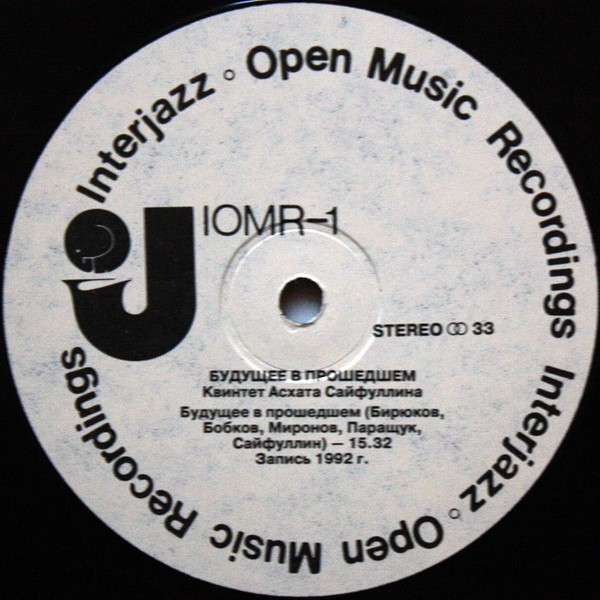 Interjazz ○ Open Music Recordings Interjazz ○ Open Music Recordings
IOMR–1
STEREO 33
БУДУЩЕЕ В ПРОШЕДШЕМ
Квинтет Асхата Сайфуллина
Будущее в прошедшем (Бирюков,
Бобков, Миронов, Паращук,
Сайфуллин) — 15.32
Запись 1992 г.